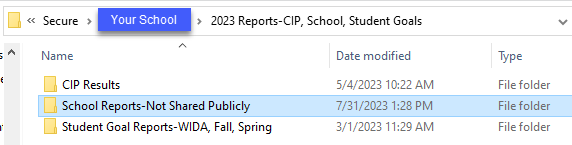 « Secure > Your School > 2023 Reports-CIP, School, Student Goals
Name Date modified Type
CIP Results 5/4/2023 10:22 AM File folder
School Reports-Not Shared Publicly 7/31/2023 1:28 PM File folder
Student Goal Reports-WIDA, Fall, Spring 3/1/2023 11:29 AM File folder